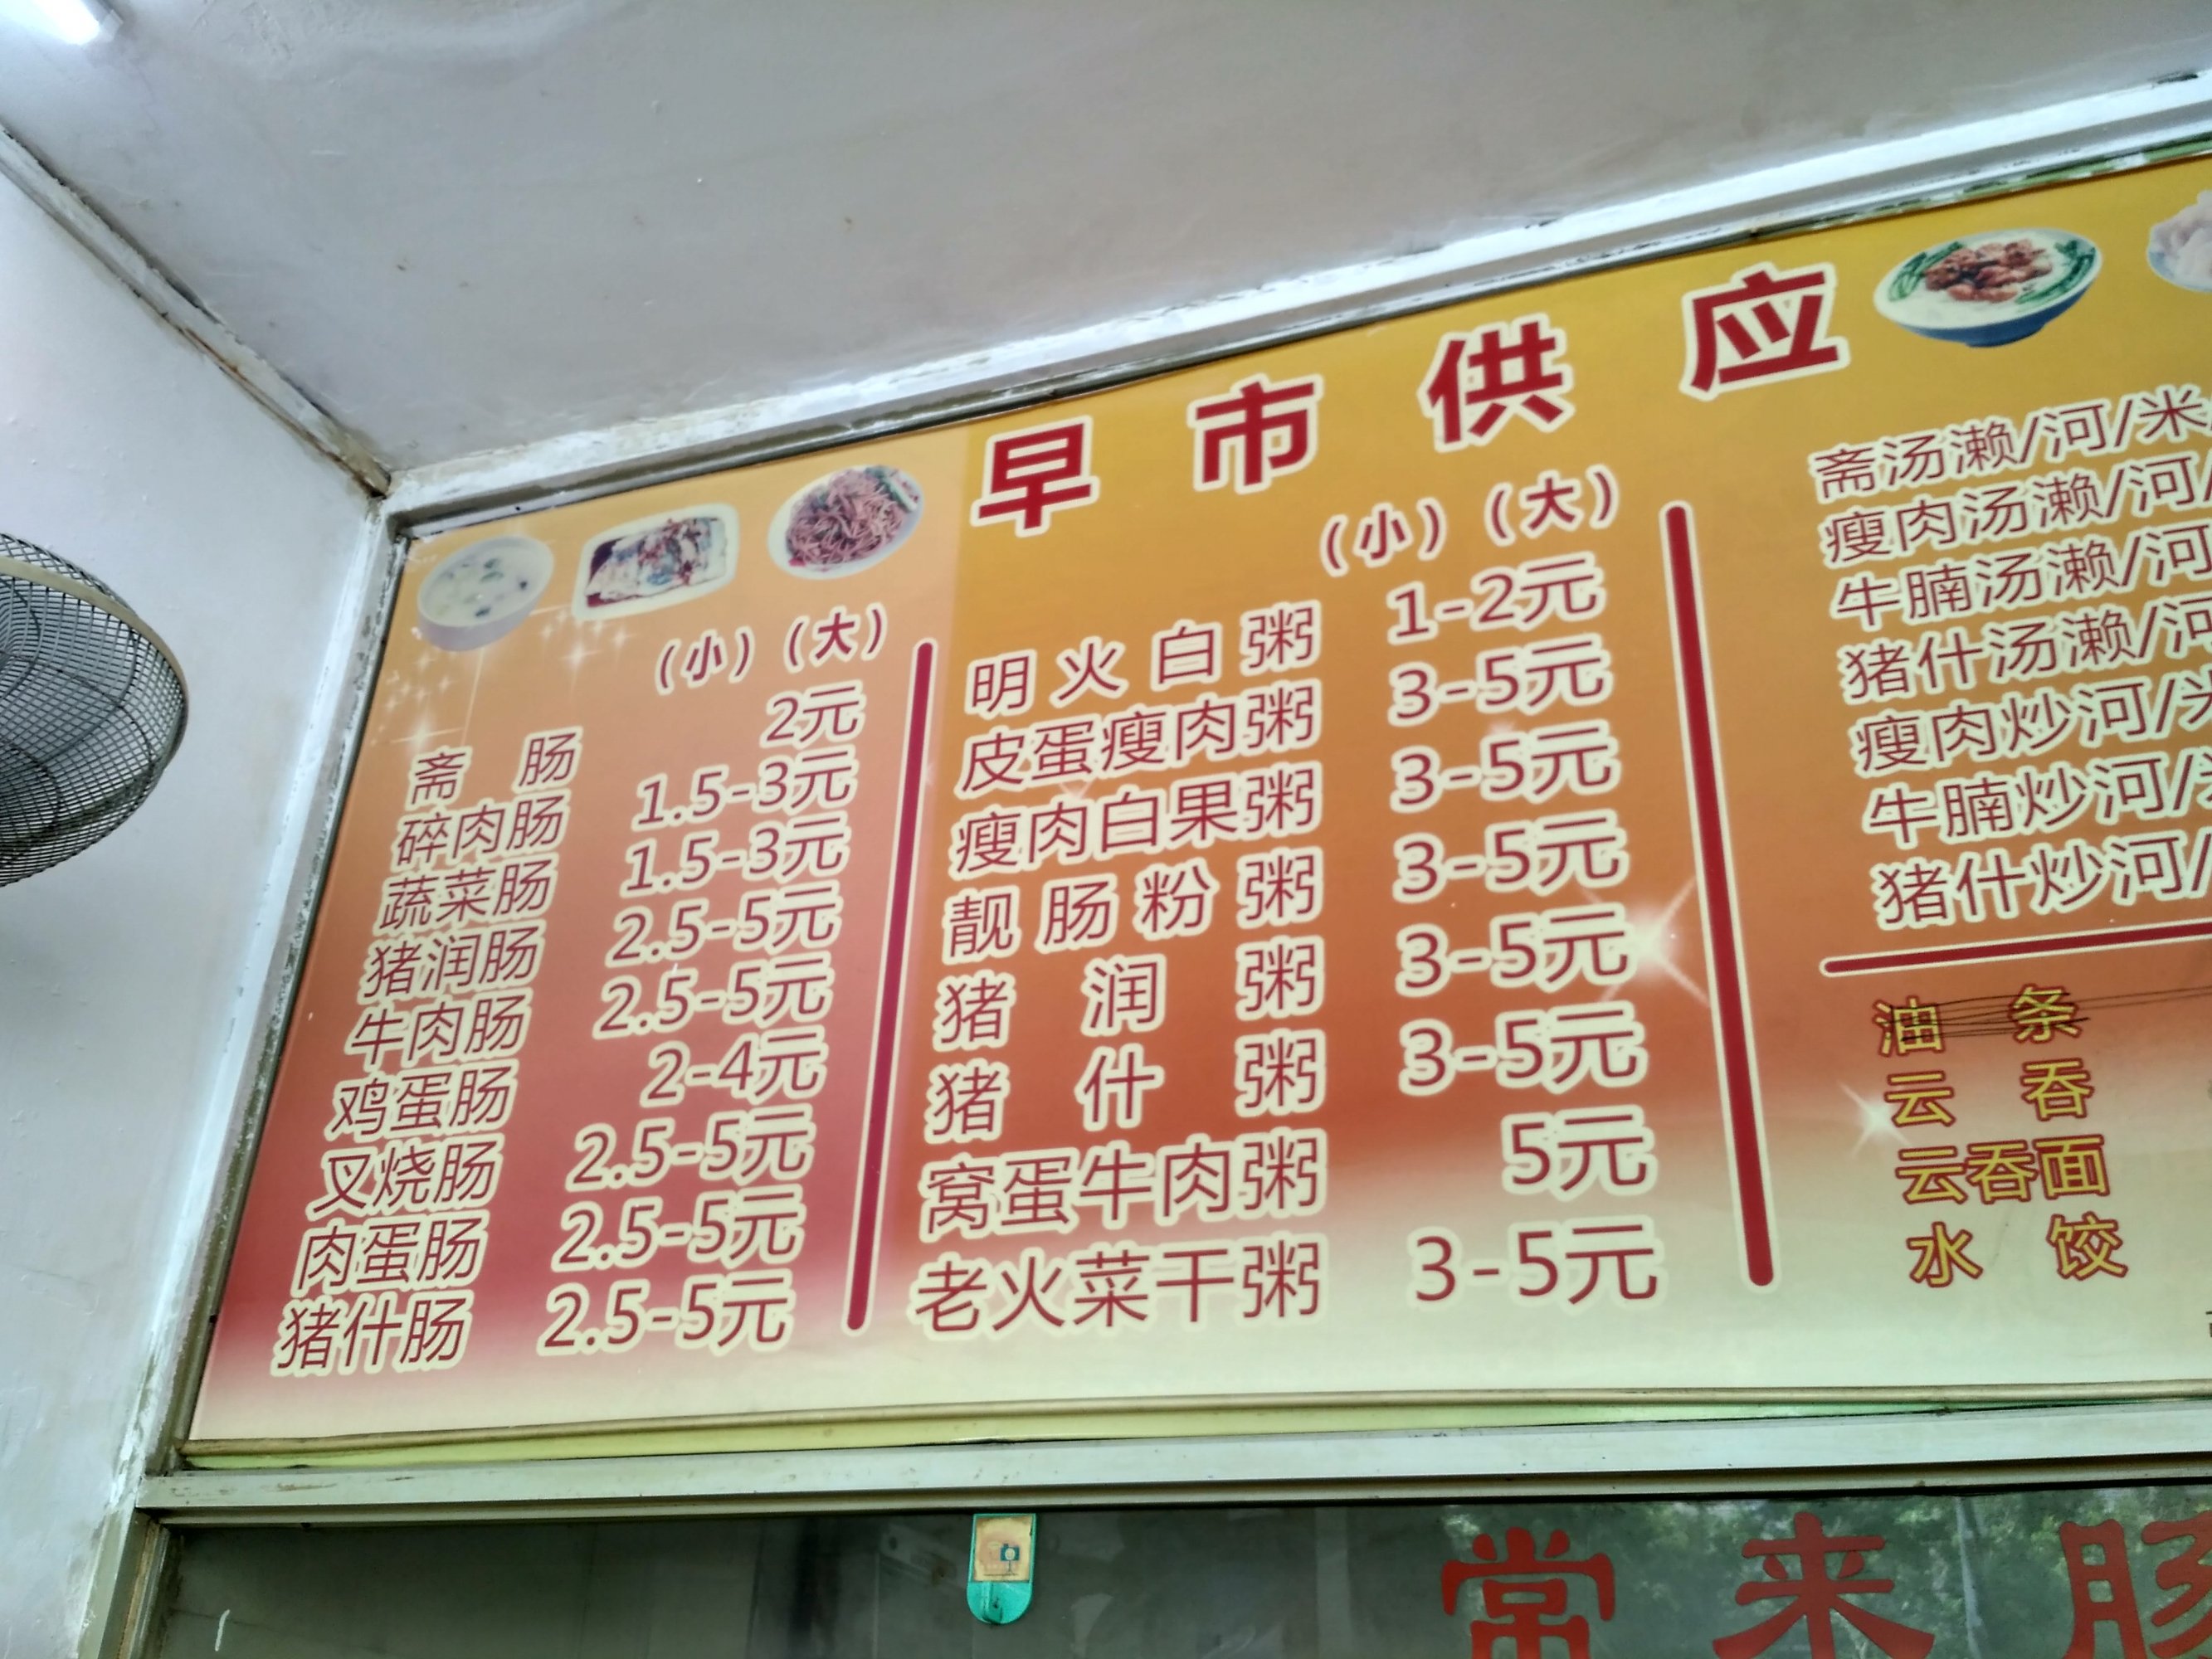 早市供应
(小) (大)
斋肠 2元
碎肉肠 1.5-3元
蔬菜肠 1.5-3元
猪润肠 2.5-5元
牛肉肠 2.5-5元
鸡蛋肠 2-4元
叉烧肠 2.5-5元
肉蛋肠 2.5-5元
猪什肠 2.5-5元
(小) (大)
明火白粥 1-2元
皮蛋瘦肉粥 3-5元
瘦肉白果粥 3-5元
靓肠粉粥 3-5元
猪润粥 3-5元
猪什粥 3-5元
窝蛋牛肉粥 5元
老火菜干粥 3-5元
斋汤濑/河/米
瘦肉汤濑/河/
牛腩汤濑/河
猪什汤濑/河
瘦肉炒河/米
牛腩炒河/米
猪什炒河/
油条
云吞
云吞面
水饺
常来肠